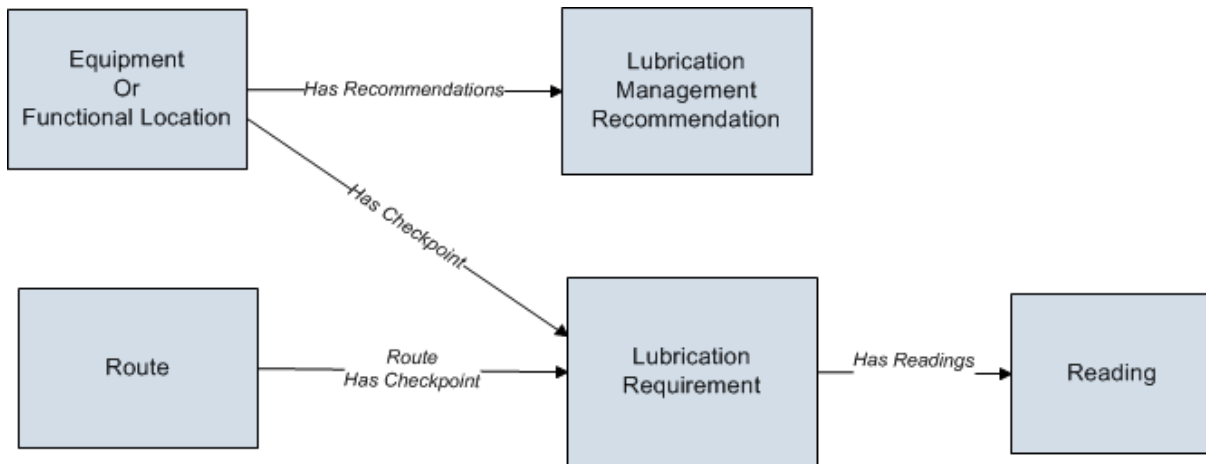 Equipment
Or
Functional Location
Has Recommendations
Lubrication
Management
Recommendation
Has Checkpoint
Route
Route
Has Checkpoint
Lubrication
Requirement
Has Readings
Reading